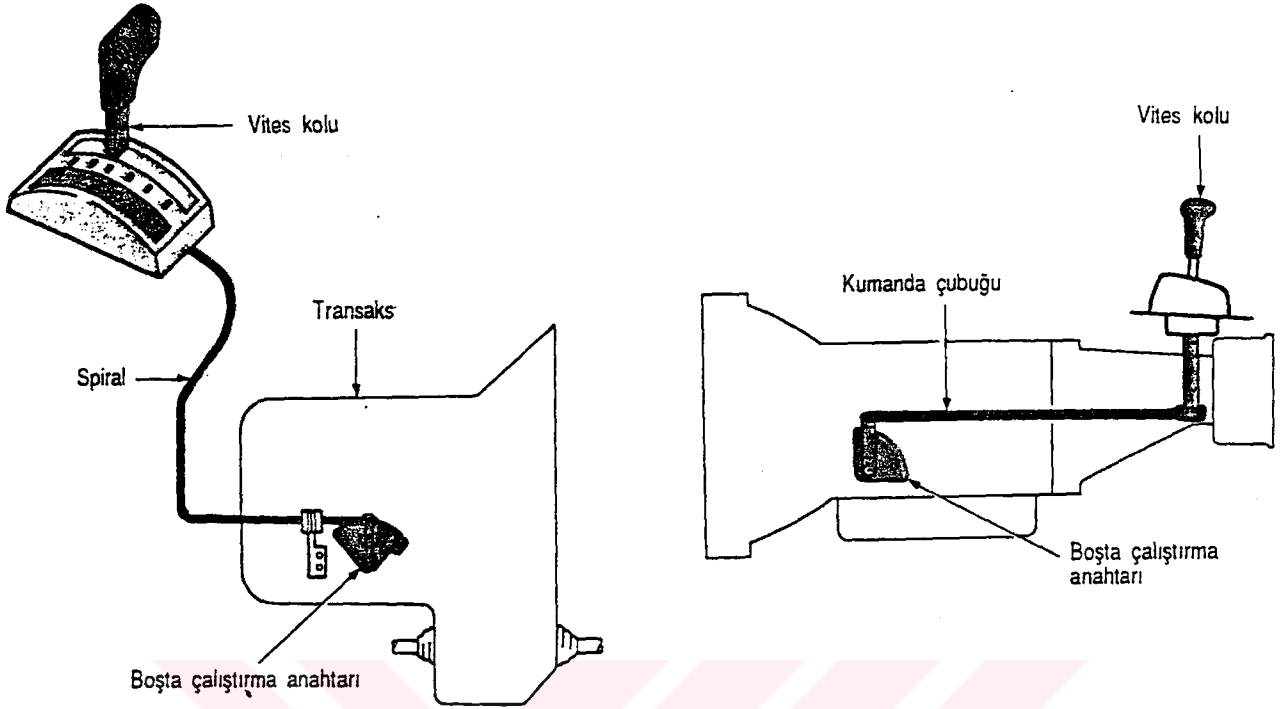 Vites kolu
Transaks
Spiral
Boşta çalıştırma anahtarı
Vites kolu
Kumanda çubuğu
Boşta çalıştırma
anahtarı